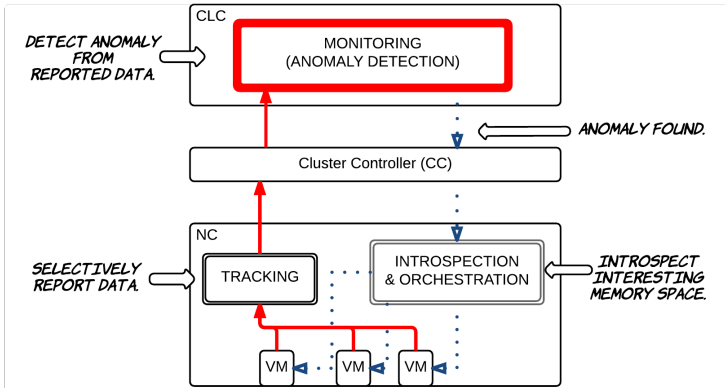 CLC
DETECT ANOMALY
FROM
REPORTED DATA.
MONITORING
(ANOMALY DETECTION)
ANOMALY FOUND.
Cluster Controller (CC)
NC
SELECTIVELY
REPORT DATA.
TRACKING
INTROSPECTION
& ORCHESTRATION
INTROSPECT
INTERESTING
MEMORY SPACE.
VM
VM
VM